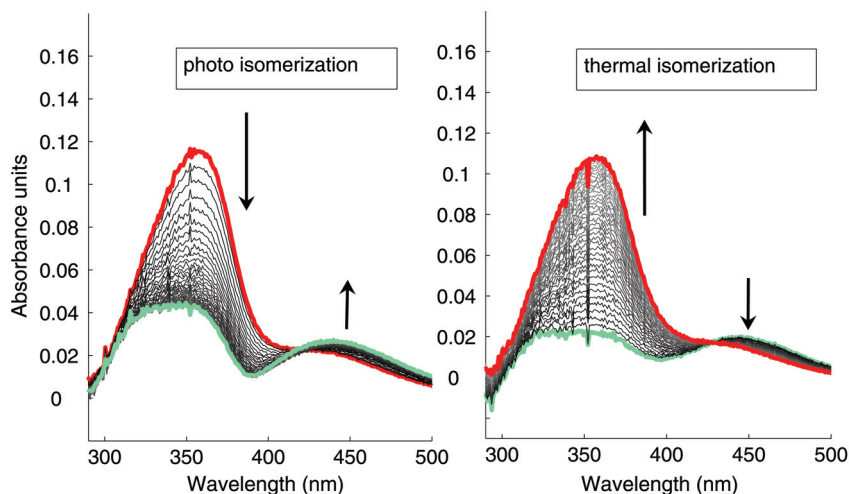 photo isomerization
0.16
0.14
0.12
0.1
0.08
0.06
0.04
0.02
0
Absorbance units
300 350 400 450 500
Wavelength (nm)
thermal isomerization
0.16
0.14
0.12
0.1
0.08
0.06
0.04
0.02
0
300 350 400 450 500
Wavelength (nm)